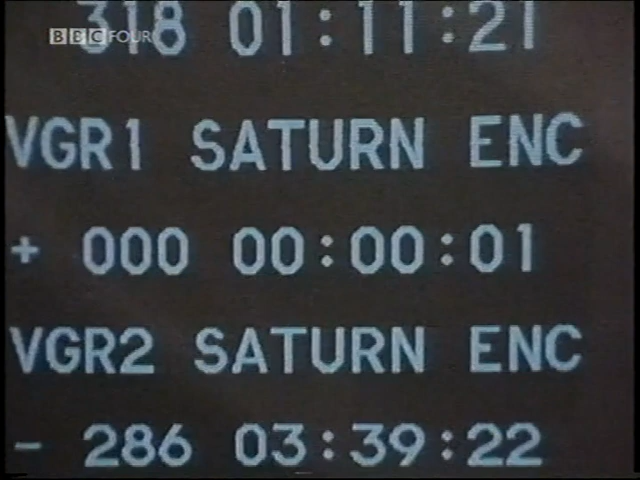 318 01:11:21
BBC FOUR
VGR1 SATURN ENC
+ 000 00:00:01
VGR2 SATURN ENC
- 286 03:39:22